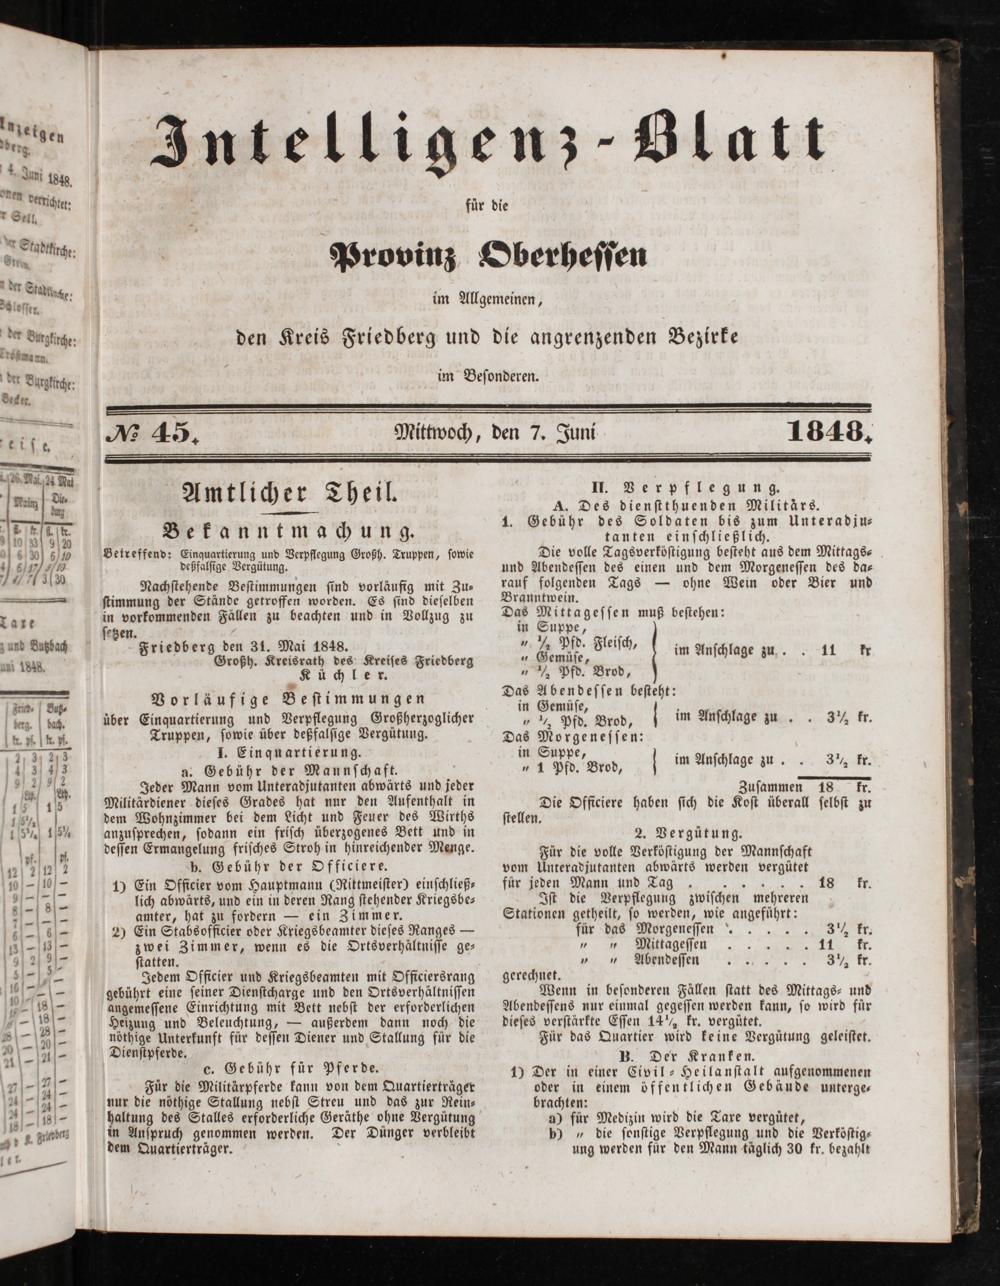 Intelligenz-Blatt
für die
Provinz Oberhessen
im Allgemeinen,
den Kreis Friedberg und die angrenzenden Bezirke
im Besonderen.
№ 45.
Mittwoch, den 7. Juni
1848.
Amtlicher Theil.
Bekanntmachung.
Betreffend: Einquartierung und Verpflegung Großh. Truppen, sowie
deßfalsige Vergütung.
Nachstehende Bestimmungen sind vorläufig mit Zu-
stimmung der Stände getroffen worden. Es sind dieselben
in vorkommenden Fällen zu beachten und in Vollzug zu
setzen.
Friedberg den 31. Mai 1848.
Großh. Kreisrath des Kreises Friedberg
Küchler.
Vorläufige Bestimmungen
über Einquartierung und Verpflegung Großherzoglicher
Truppen, sowie über deßfalsige Vergütung.
I. Einquartierung.
a. Gebühr der Mannschaft.
Jeder Mann vom Unteradjutanten abwärts und jeder
Militärdiener dieses Grades hat nur den Aufenthalt in
dem Wohnzimmer bei dem Licht und Feuer des Wirths
anzusprechen, sodann ein frisch überzogenes Bett und in
dessen Ermangelung frisches Stroh in hinreichender Menge.
b. Gebühr der Officiere.
1) Ein Officier vom Hauptmann (Rittmeister) einschließ-
lich abwärts, und ein in deren Rang stehender Kriegsbe-
amter, hat zu fordern — ein Zimmer.
2) Ein Stabsofficier oder Kriegsbeamter dieses Ranges —
zwei Zimmer, wenn es die Ortsverhältnisse ge-
statten.
Jedem Officier und Kriegsbeamten mit Officiersrang
gebührt eine seiner Dienstcharge und den Ortsverhältnissen
angemessene Einrichtung mit Bett nebst der erforderlichen
Heizung und Beleuchtung, — außerdem dann noch die
nöthige Unterkunft für dessen Diener und Stallung für die
Dienstpferde.
c. Gebühr für Pferde.
Für die Militärpferde kann von dem Quartierträger
nur die nöthige Stallung nebst Streu und das zur Rein-
haltung des Stalles erforderliche Geräthe ohne Vergütung
in Anspruch genommen werden. Der Dünger verbleibt
dem Quartierträger.
II. Verpflegung.
A. Des dienstthuenden Militärs.
1. Gebühr des Soldaten bis zum Unteradju-
tanten einschließlich.
Die volle Tagsverköstigung besteht aus dem Mittags-
und Abendessen des einen und dem Morgenessen des da-
rauf folgenden Tags — ohne Wein oder Bier und
Branntwein.
Das Mittagessen muß bestehen:
in Suppe,
„ ½ Pfd. Fleisch,
„ Gemüse,
„ ½ Pfd. Brod,
im Anschlage zu . . 11 kr
Das Abendessen besteht:
in Gemüse,
„ ½ Pfd. Brod,
im Anschlage zu . . 3½ kr.
Das Morgenessen:
in Suppe,
„ 1 Pfd. Brod,
im Anschlage zu . . 3½ kr.
Zusammen 18 kr.
Die Officiere haben sich die Kost überall selbst zu
stellen.
2. Vergütung.
Für die volle Verköstigung der Mannschaft
vom Unteradjutanten abwärts werden vergütet
für jeden Mann und Tag . . . . . . 18 kr.
Ist die Verpflegung zwischen mehreren
Stationen getheilt, so werden, wie angeführt:
für das Morgenessen . . . . . 3½ kr.
„ „ Mittagessen . . . . . 11 kr.
„ „ Abendessen . . . . . 3½ kr.
gerechnet.
Wenn in besonderen Fällen statt des Mittags- und
Abendessens nur einmal gegessen werden kann, so wird für
dieses verstärkte Essen 14½ kr. vergütet.
Für das Quartier wird keine Vergütung geleistet.
B. Der Kranken.
1) Der in einer Civil-Heilanstalt aufgenommenen
oder in einem öffentlichen Gebäude unterge-
brachten:
a) für Medizin wird die Taxe vergütet,
b) „ die sonstige Verpflegung und die Verköstig-
ung werden für den Mann täglich 30 kr. bezahlt